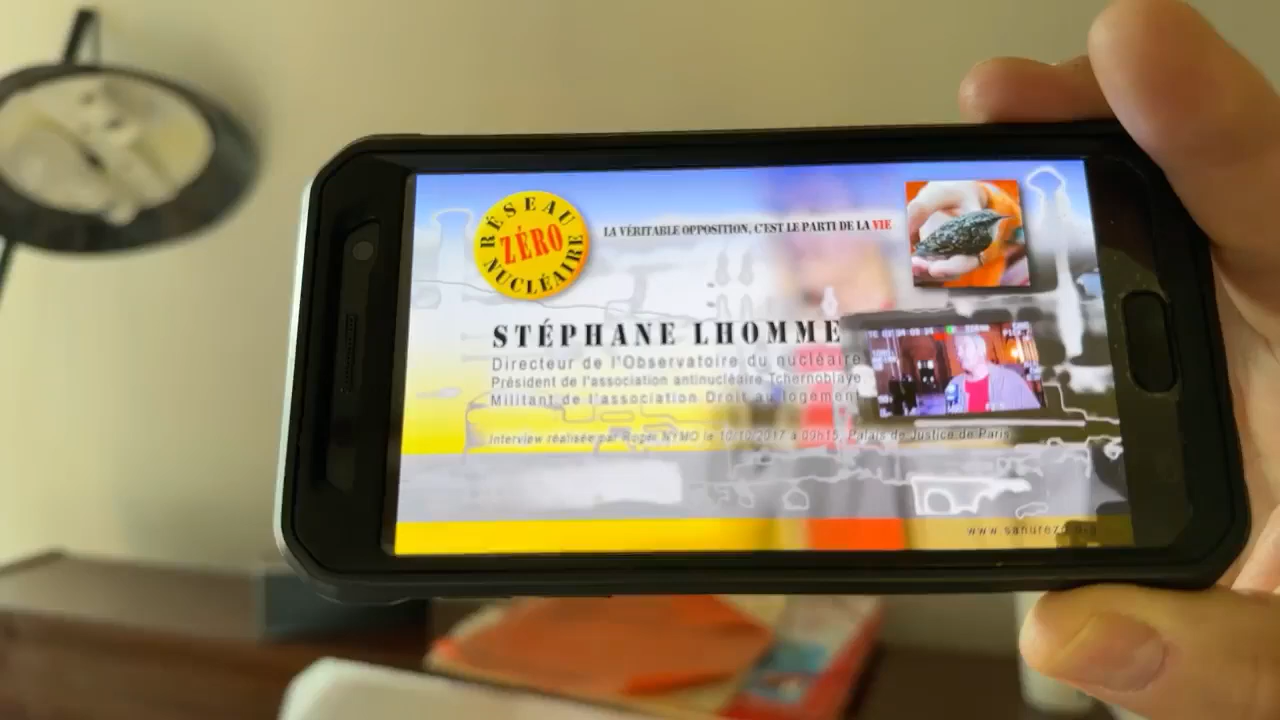 RÉSEAU
ZÉRO
NUCLÉAIRE
LA VÉRITABLE OPPOSITION, C'EST LE PARTI DE LA VIE
STÉPHANE LHOMME
Directeur de l'Observatoire du nucléaire
Président de l'association antinucléaire Tchernoblaye
Militant de l'association Droit au logement
Interview réalisée par Roger NYMO le 10/10/2017 à 09h15, Palais de Justice de Paris